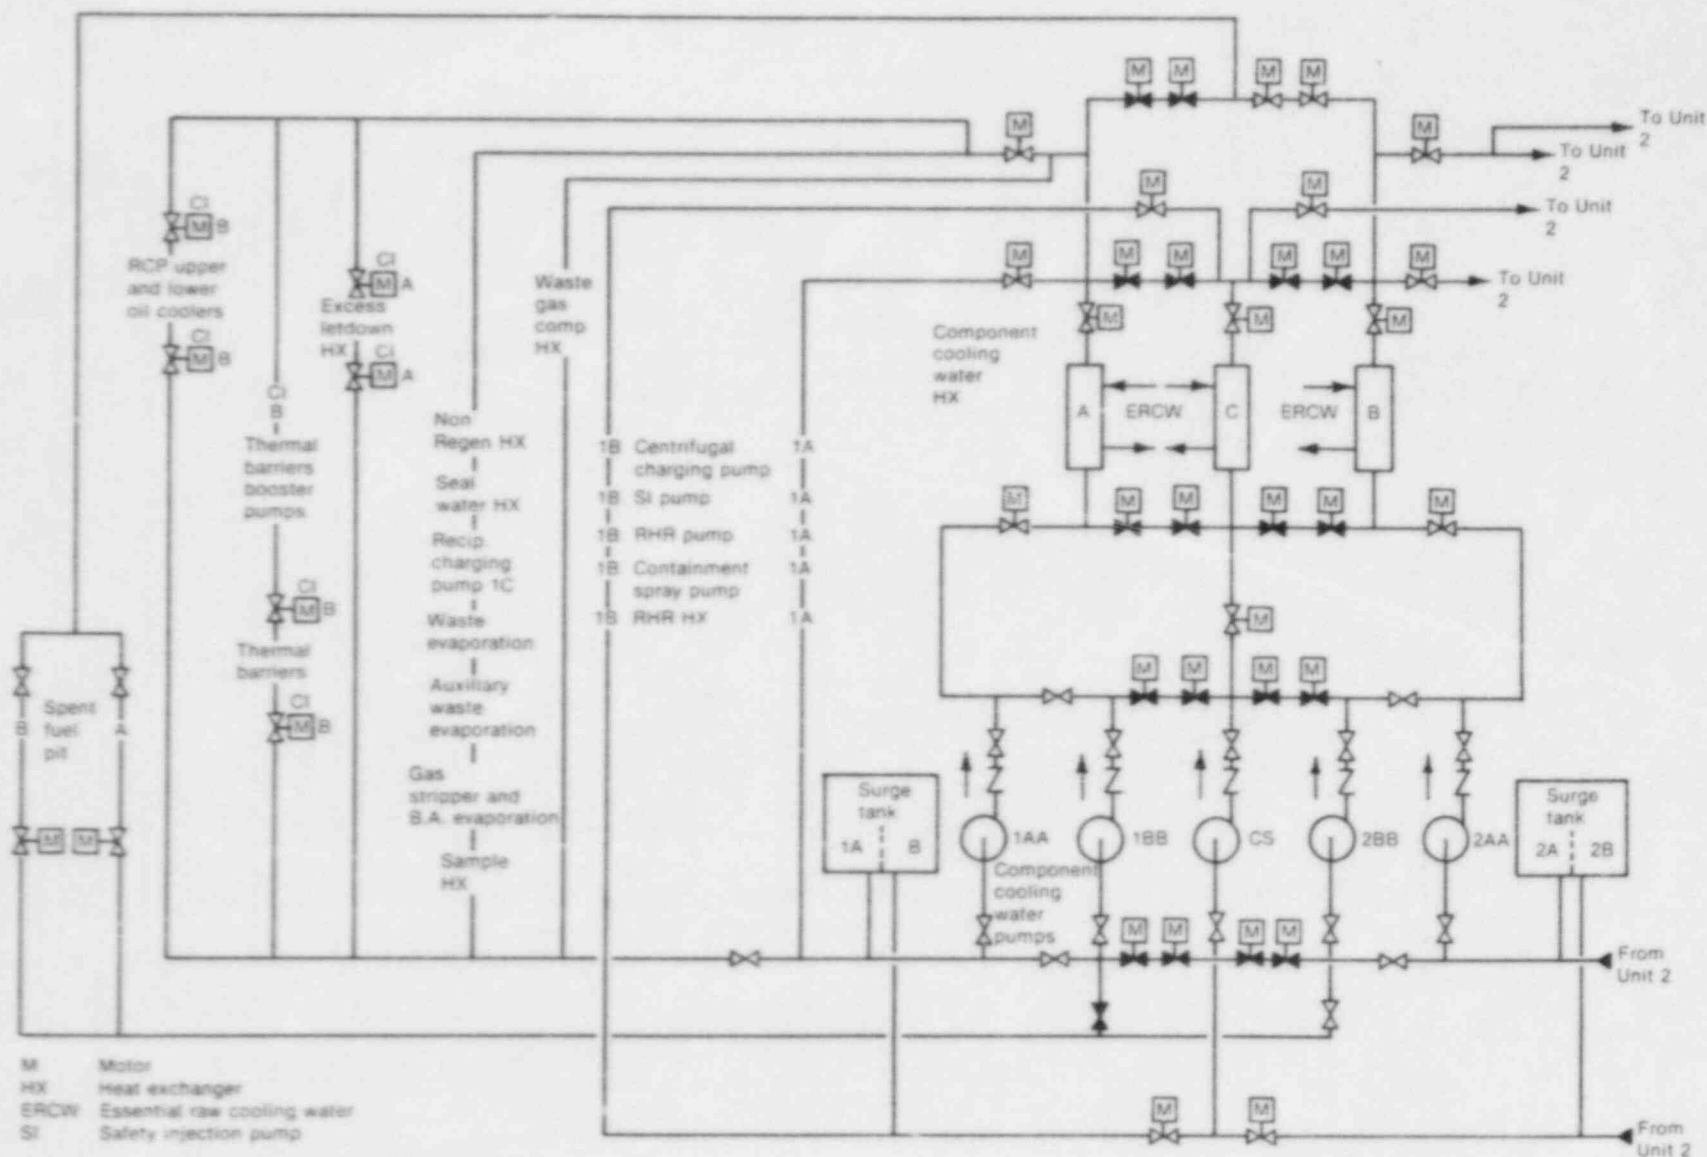 M M M M
To Unit
2
M
M
To Unit
2
M
M
To Unit
2
M
M
M
M
M
M
To Unit
2
CI
M B
RCP upper
and lower
oil coolers
CI
M B
CI
M A
Excess
letdown
HX
CI
M A
Waste
gas
comp
HX
Component
cooling
water
HX
M
M
M
A
ERCW
C
ERCW
B
CI
B
Thermal
barriers
booster
pumps
CI
M B
Thermal
barriers
CI
M B
Non
Regen HX
Seal
water HX
Recip.
charging
pump 1C
Waste
evaporation
Auxillary
waste
evaporation
Gas
stripper and
B.A. evaporation
Sample
HX
1B Centrifugal 1A
charging pump
1B SI pump 1A
1B RHR pump 1A
1B Containment 1A
spray pump
1B RHR HX 1A
M M M M M M
M
M M M M
Spent
fuel
pit
B
A
M M
Surge
tank
1A B
1AA
1BB
CS
2BB
2AA
Surge
tank
2A 2B
Component
cooling
water
pumps
M M M M
From
Unit 2
M M
From
Unit 2
M Motor
HX Heat exchanger
ERCW Essential raw cooling water
SI Safety injection pump